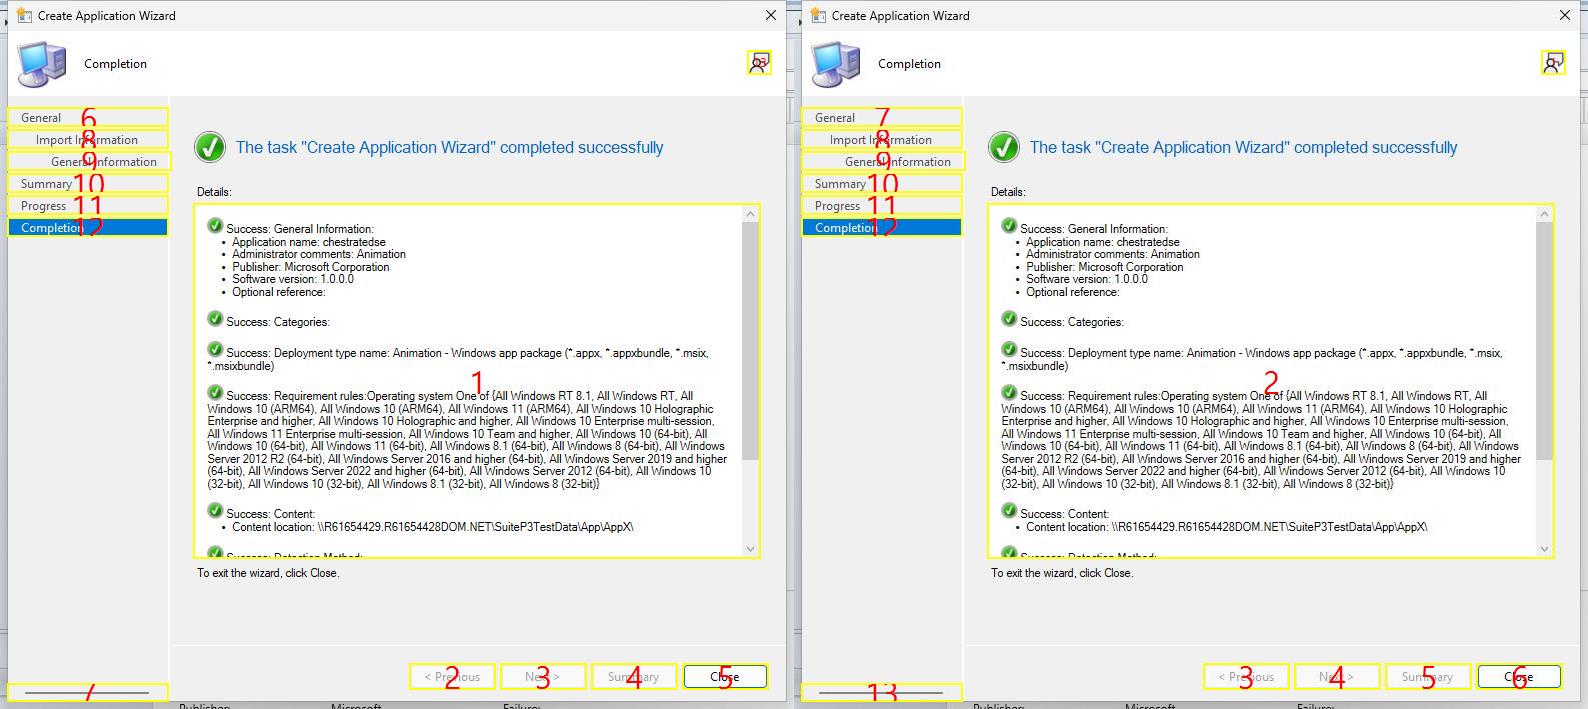 Create Application Wizard
Completion
13
General
6
Import Information
8
General Information
9
Summary
10
Progress
11
Completion
12
7
The task "Create Application Wizard" completed successfully
Details:
Success: General Information:
• Application name: chestratedse
• Administrator comments: Animation
• Publisher: Microsoft Corporation
• Software version: 1.0.0.0
• Optional reference:
Success: Categories:
Success: Deployment type name: Animation - Windows app package (*.appx, *.appxbundle, *.msix,
*.msixbundle)
1
Success: Requirement rules:Operating system One of {All Windows RT 8.1, All Windows RT, All
Windows 10 (ARM64), All Windows 10 (ARM64), All Windows 11 (ARM64), All Windows 10 Holographic
Enterprise and higher, All Windows 10 Holographic and higher, All Windows 10 Enterprise multi-session,
All Windows 11 Enterprise multi-session, All Windows 10 Team and higher, All Windows 10 (64-bit), All
Windows 10 (64-bit), All Windows 11 (64-bit), All Windows 8.1 (64-bit), All Windows 8 (64-bit), Windows
Server 2012 R2 (64-bit), All Windows Server 2016 and higher (64-bit), All Windows Server 2019 and higher
(64-bit), All Windows Server 2022 and higher (64-bit), All Windows Server 2012 (64-bit), All Windows 10
(32-bit), All Windows 10 (32-bit), All Windows 8.1 (32-bit), All Windows 8 (32-bit)}
Success: Content:
• Content location: \\R61654429.R61654428DOM.NET\SuiteP3TestData\App\AppX\
Success: Detection Method:
To exit the wizard, click Close.
< Previous
2
Next >
3
Summary
4
Close
5
Publisher: Microsoft Failure:
Create Application Wizard
Completion
General
7
Import Information
8
General Information
9
Summary
10
Progress
11
Completion
12
13
The task "Create Application Wizard" completed successfully
Details:
Success: General Information:
• Application name: chestratedse
• Administrator comments: Animation
• Publisher: Microsoft Corporation
• Software version: 1.0.0.0
• Optional reference:
Success: Categories:
Success: Deployment type name: Animation - Windows app package (*.appx, *.appxbundle, *.msix,
*.msixbundle)
2
Success: Requirement rules:Operating system One of {All Windows RT 8.1, All Windows RT, All
Windows 10 (ARM64), All Windows 10 (ARM64), All Windows 11 (ARM64), All Windows 10 Holographic
Enterprise and higher, All Windows 10 Holographic and higher, All Windows 10 Enterprise multi-session,
All Windows 11 Enterprise multi-session, All Windows 10 Team and higher, All Windows 10 (64-bit), All
Windows 10 (64-bit), All Windows 11 (64-bit), All Windows 8.1 (64-bit), All Windows 8 (64-bit), Windows
Server 2012 R2 (64-bit), All Windows Server 2016 and higher (64-bit), All Windows Server 2019 and higher
(64-bit), All Windows Server 2022 and higher (64-bit), All Windows Server 2012 (64-bit), All Windows 10
(32-bit), All Windows 10 (32-bit), All Windows 8.1 (32-bit), All Windows 8 (32-bit)}
Success: Content:
• Content location: \\R61654429.R61654428DOM.NET\SuiteP3TestData\App\AppX\
Success: Detection Method:
To exit the wizard, click Close.
< Previous
3
Next >
4
Summary
5
Close
6
Publisher: Microsoft Failure: